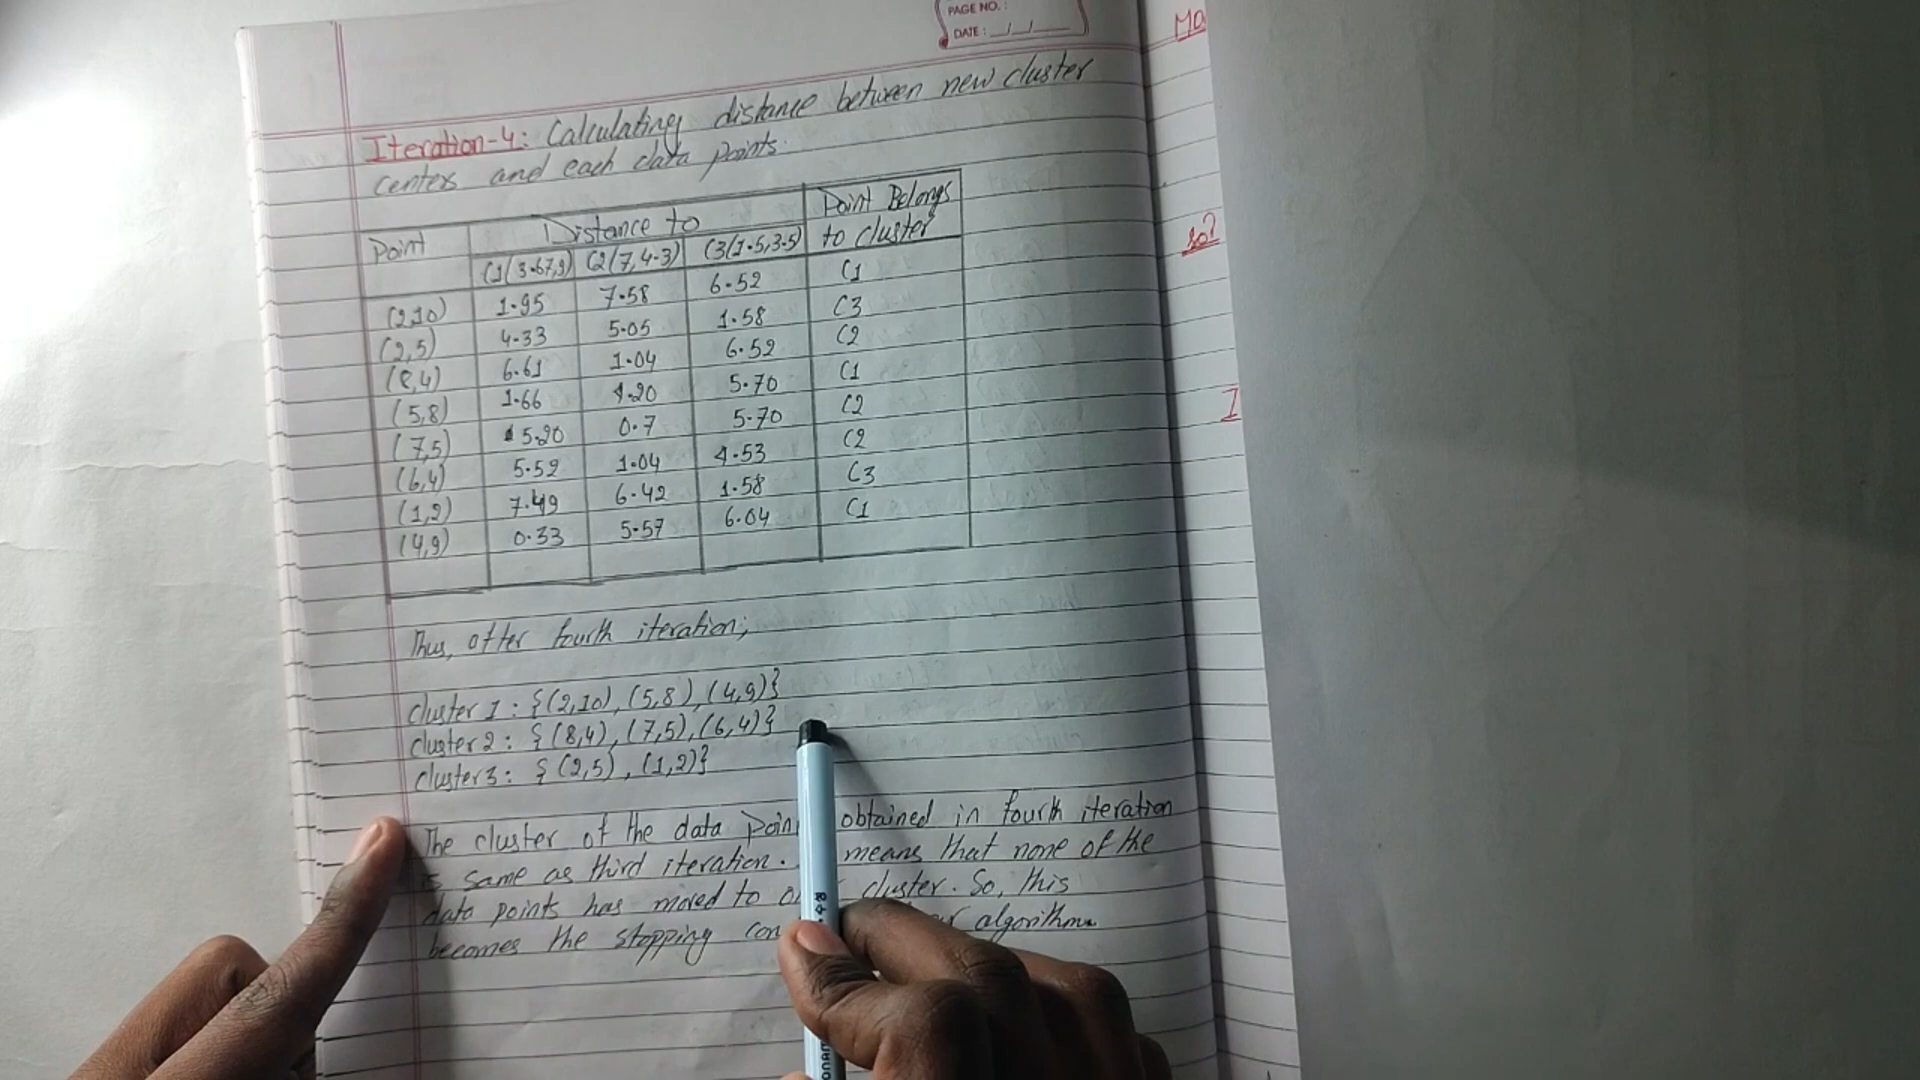 PAGE NO. :
DATE : / /
Iteration-4: Calculating distance between new cluster
center and each data points.
Point
Distance to
Point Belongs
to cluster
C1(3.67,9) C2(7,4.3) C3(1.5,3.5)
(2,10) 1.95 7.58 6.52 C1
(2,5) 4.33 5.05 1.58 C3
(8,4) 6.61 1.04 6.52 C2
(5,8) 1.66 4.20 5.70 C1
(7,5) 5.20 0.7 5.70 C2
(6,4) 5.52 1.04 4.53 C2
(1,2) 7.49 6.42 1.58 C3
(4,9) 0.33 5.57 6.04 C1
Thus, after fourth iteration;
cluster 1 : {(2,10), (5,8), (4,9)}
cluster 2 : {(8,4), (7,5), (6,4)}
cluster 3 : {(2,5), (1,2)}
The cluster of the data obtained in fourth iteration
is same as third iteration. means that none of the
data points has moved to cluster. So, this
becomes the stopping algorithm.
Ma
so?
I